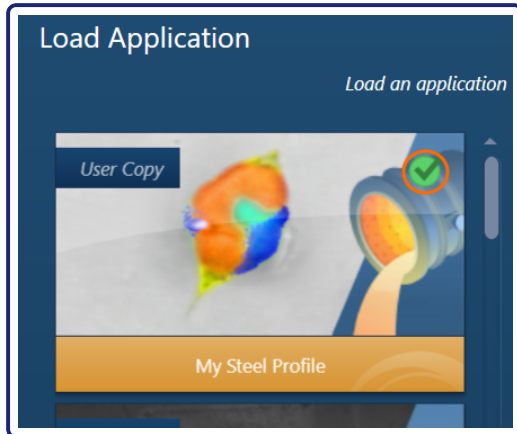 Load Application
Load an application
User Copy
My Steel Profile